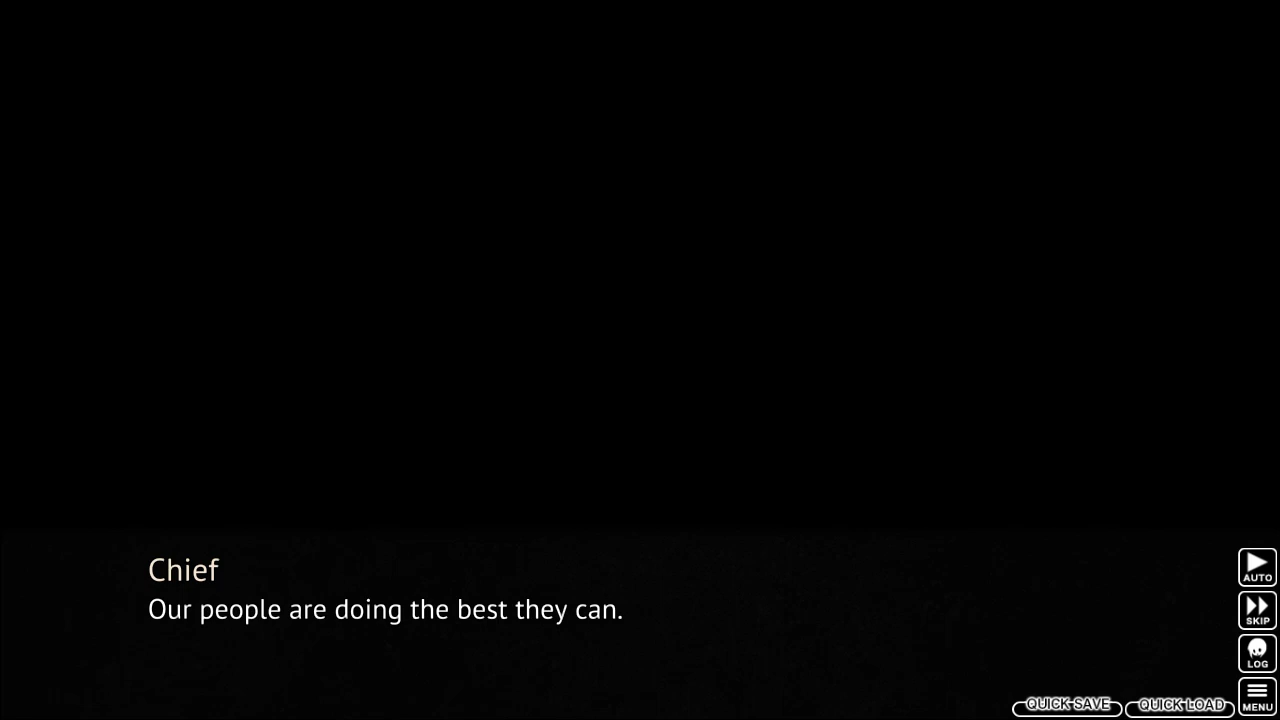 Chief
Our people are doing the best they can.
AUTO
SKIP
LOG
MENU
QUICK SAVE QUICK LOAD